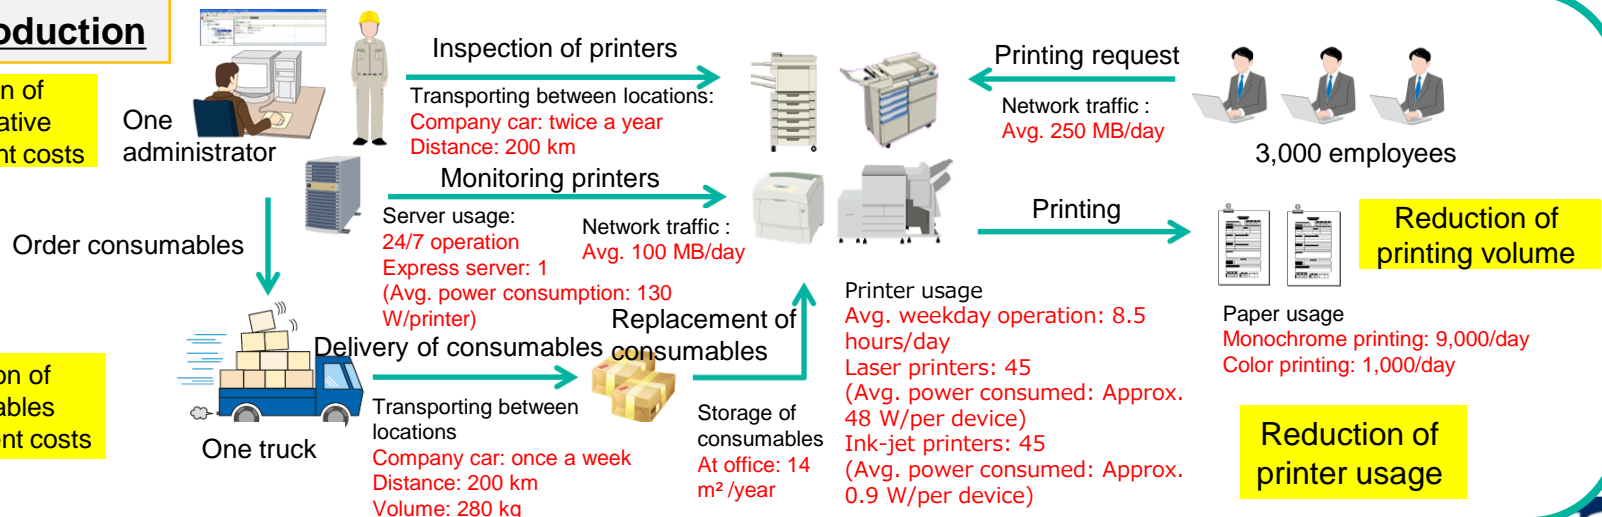 Inspection of printers
Transporting between locations:
Company car: twice a year
Distance: 200 km
Printing request
Network traffic :
Avg. 250 MB/day
3,000 employees
One
administrator
Monitoring printers
Server usage:
24/7 operation
Express server: 1
(Avg. power consumption: 130
W/printer)
Network traffic :
Avg. 100 MB/day
Printing
Reduction of
printing volume
Order consumables
Printer usage
Avg. weekday operation: 8.5
hours/day
Laser printers: 45
(Avg. power consumed: Approx.
48 W/per device)
Ink-jet printers: 45
(Avg. power consumed: Approx.
0.9 W/per device)
Paper usage
Monochrome printing: 9,000/day
Color printing: 1,000/day
Replacement of
consumables
Delivery of consumables
Transporting between
locations
Company car: once a week
Distance: 200 km
Volume: 280 kg
Storage of
consumables
At office: 14
m² /year
One truck
of
costs
of
costs
Reduction of
printer usage